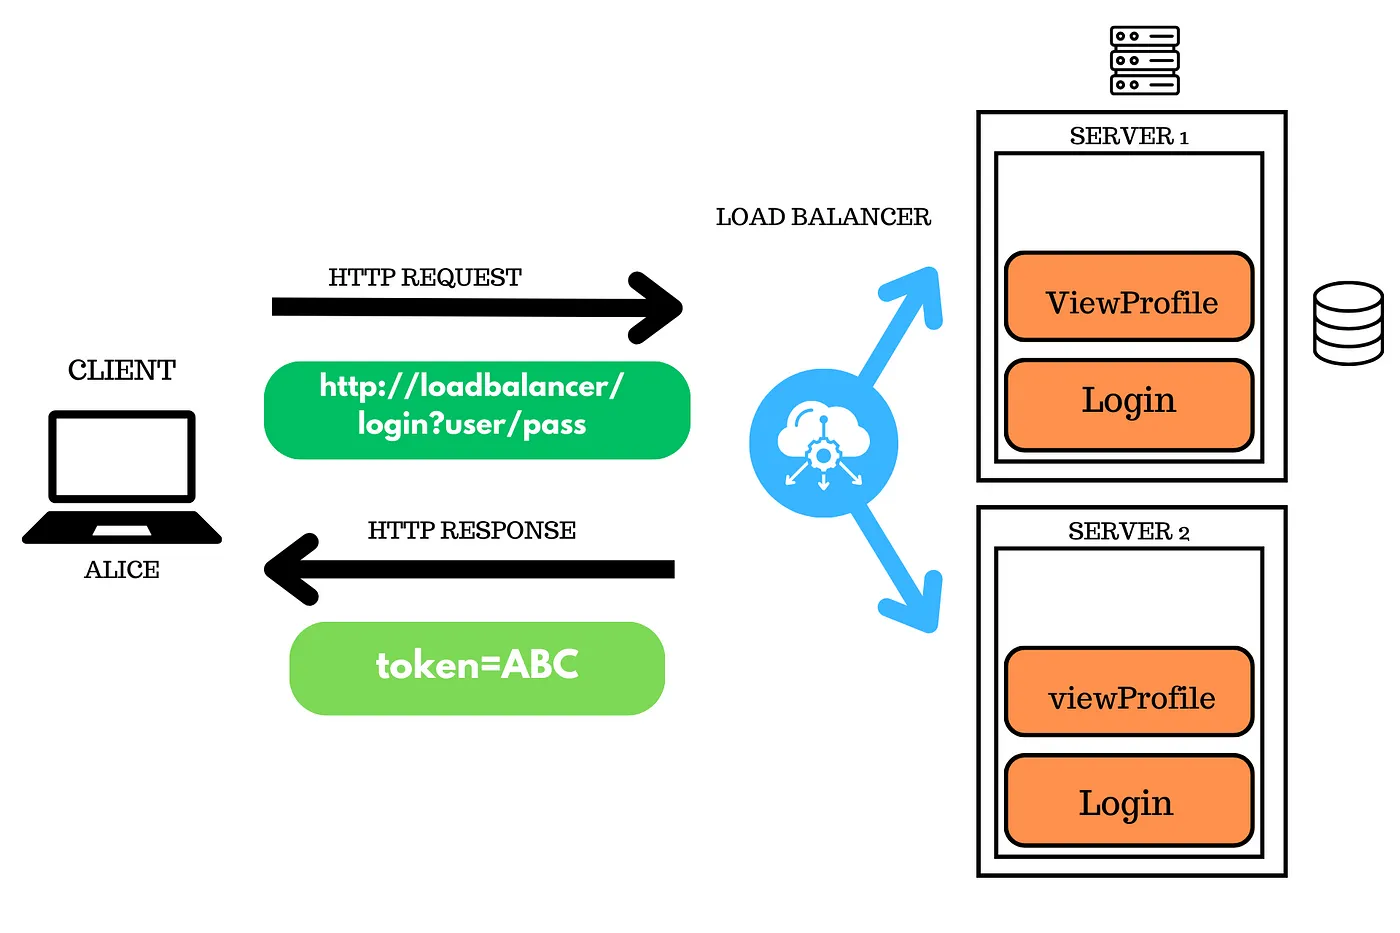 SERVER 1
LOAD BALANCER
HTTP REQUEST
ViewProfile
CLIENT
http://loadbalancer/
login?user/pass
Login
HTTP RESPONSE
SERVER 2
ALICE
token=ABC
viewProfile
Login